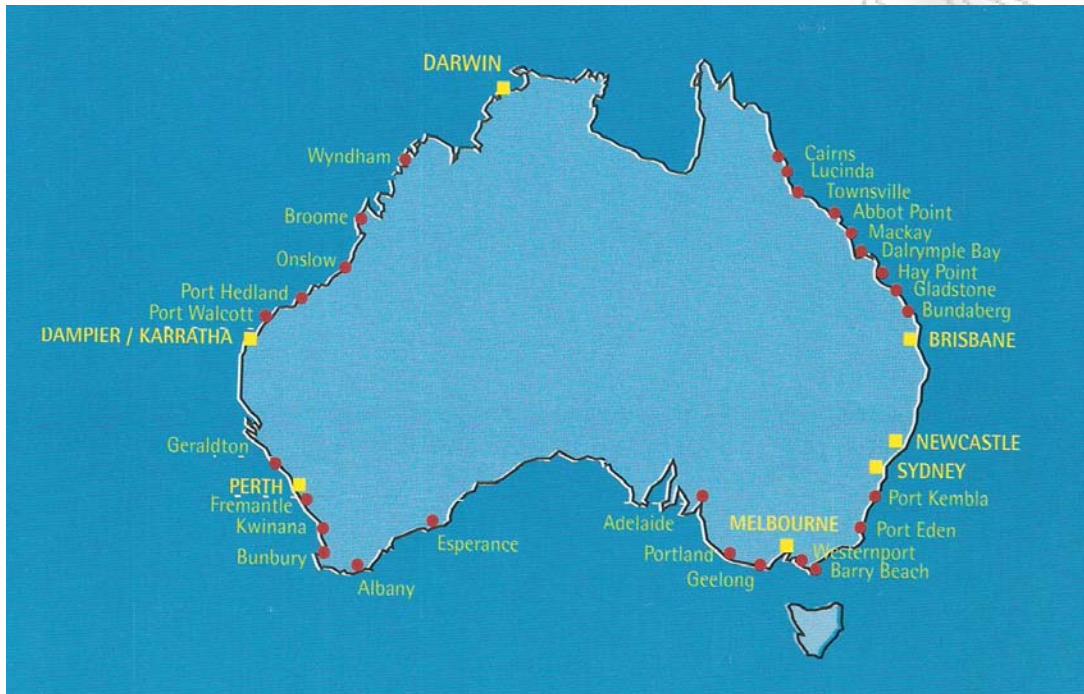 DARWIN
Wyndham
Broome
Onslow
Port Hedland
Port Walcott
DAMPIER / KARRATHA
Geraldton
PERTH
Fremantle
Kwinana
Bunbury
Albany
Esperance
Adelaide
Portland
Geelong
MELBOURNE
Westernport
Barry Beach
Port Eden
Port Kembla
SYDNEY
NEWCASTLE
BRISBANE
Bundaberg
Gladstone
Hay Point
Dalrymple Bay
Mackay
Abbot Point
Townsville
Lucinda
Cairns